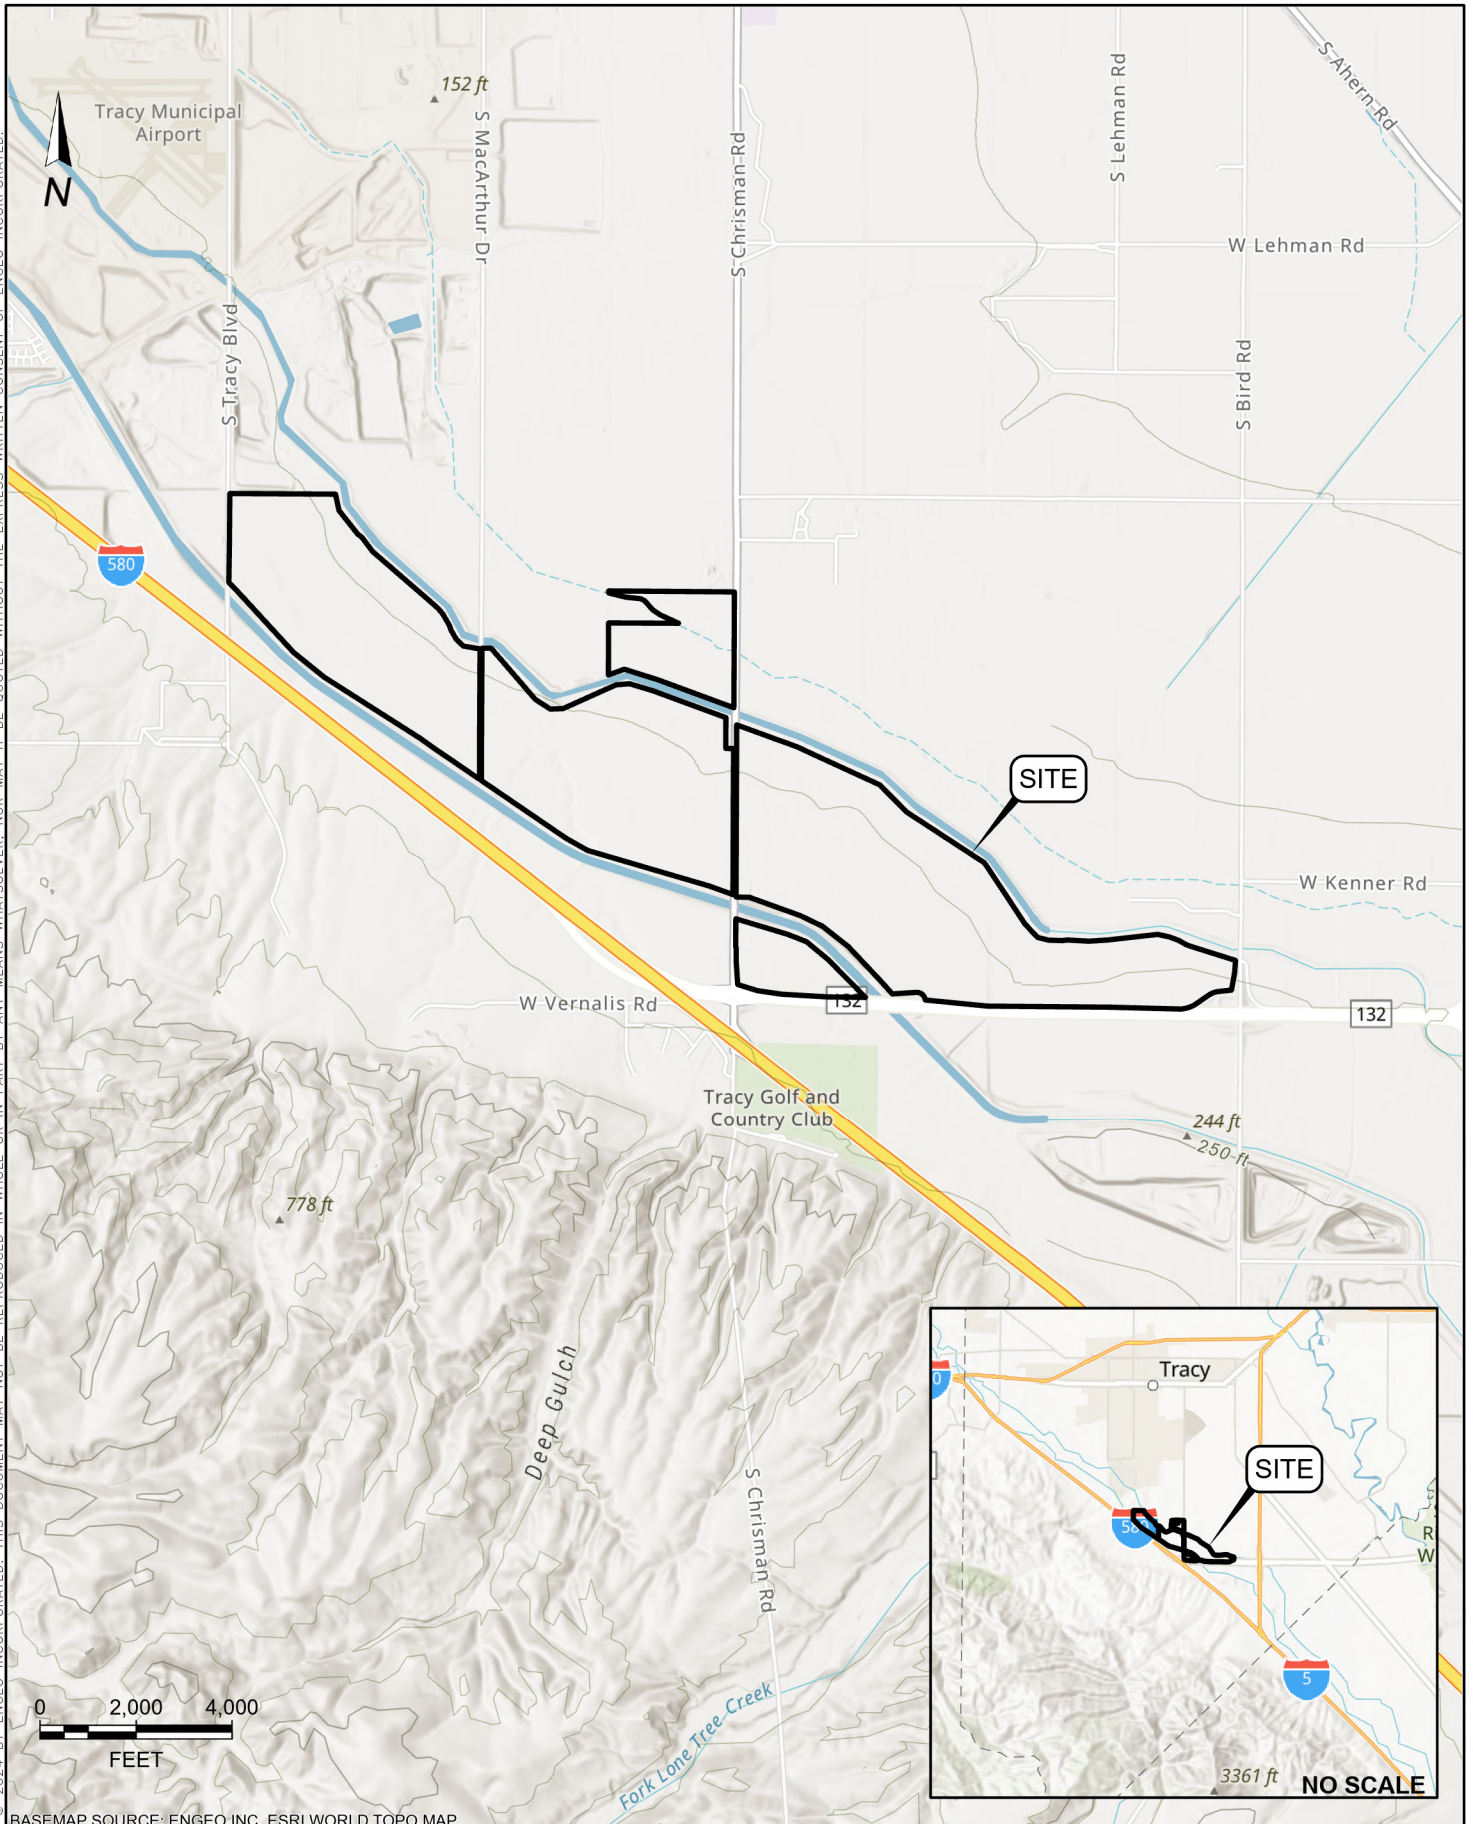 152 ft
Tracy Municipal
Airport
N
S MacArthur Dr
S Chrisman Rd
S Lehman Rd
S Ahern Rd
W Lehman Rd
S Tracy Blvd
S Bird Rd
580
SITE
W Kenner Rd
W Vernalis Rd
132
132
Tracy Golf and
Country Club
244 ft
250-ft
778 ft
Deep Gulch
S Chrisman Rd
Fork Lone Tree Creek
0 2,000 4,000
FEET
Tracy
0
SITE
580
R
W
5
3361 ft
NO SCALE
BASEMAP SOURCE: ENGEO INC, ESRI WORLD TOPO MAP